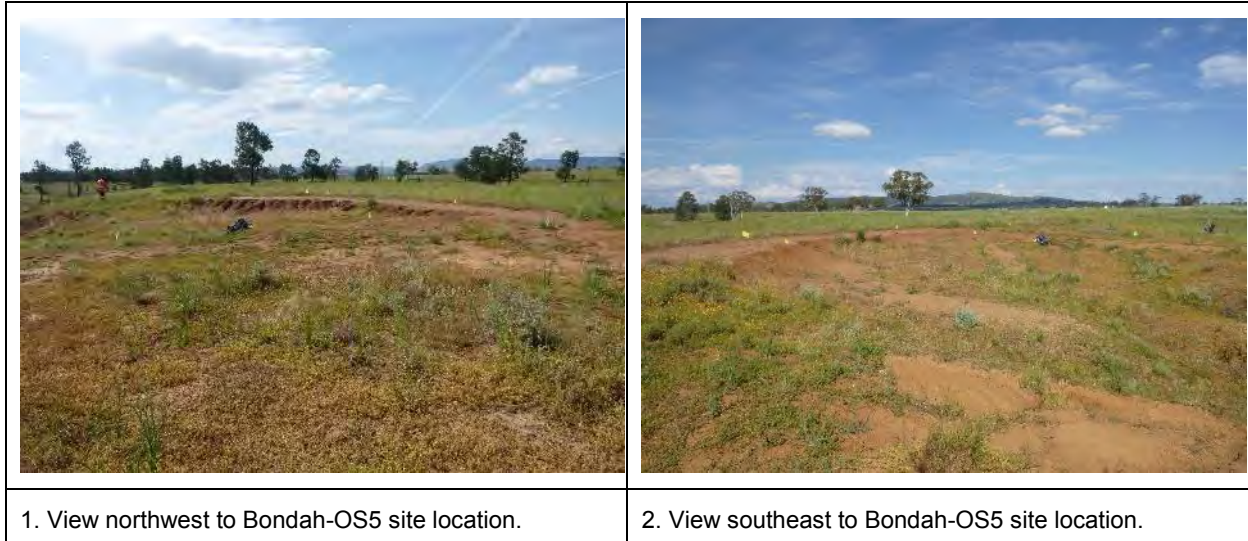 1. View northwest to Bondah-OS5 site location.
2. View southeast to Bondah-OS5 site location.